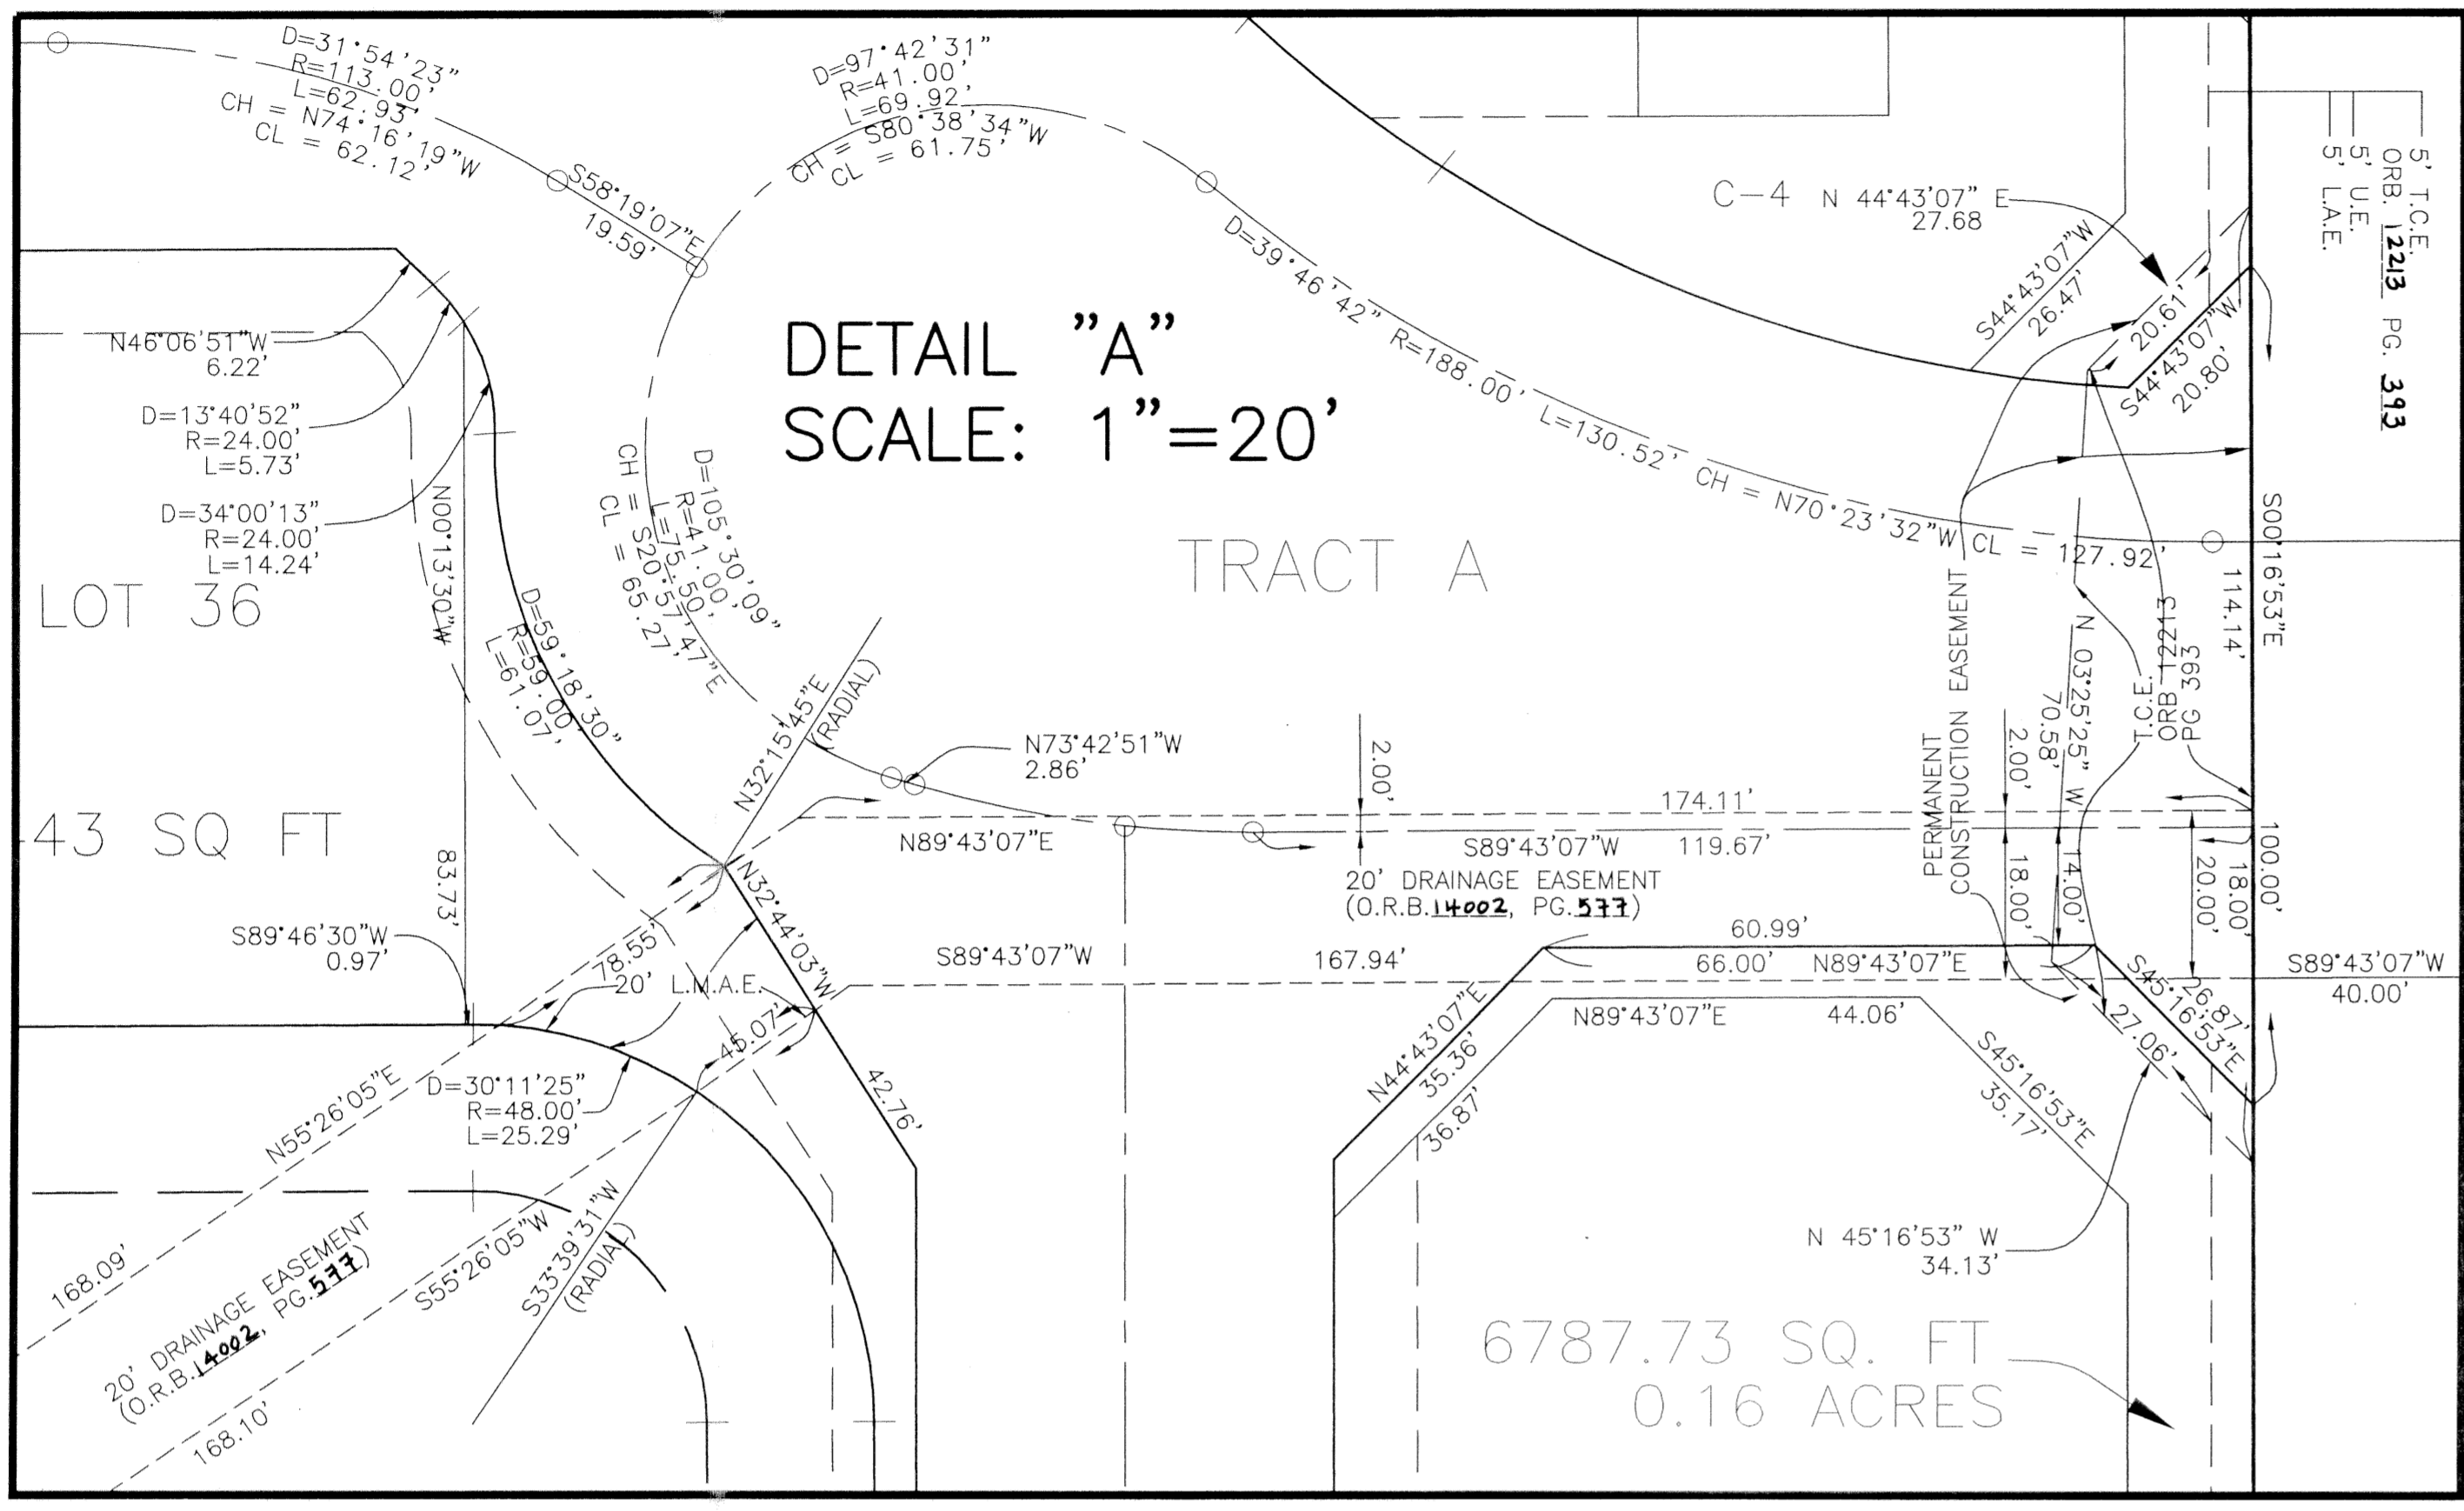 D=31°54'23"
R=113.00'
L=62.93'
CH = N74°16'19"W
CL = 62.12'
S58°19'07"E
19.59'
D=97°42'31"
R=41.00'
L=69.92'
CH = S80°38'34"W
CL = 61.75'
D=39°46'42" R=188.00' L=130.52' CH = N70°23'32"W CL = 127.92'
C-4 N 44°43'07" E
27.68
S44°43'07"W
26.47'
20.61'
S44°43'07"W
20.80'
5' T.C.E.
ORB. 12213 PG. 393
5' U.E.
5' L.A.E.
DETAIL "A"
SCALE: 1"=20'
N46°06'51"W
6.22'
D=13°40'52"
R=24.00'
L=5.73'
D=34°00'13"
R=24.00'
L=14.24'
LOT 36
43 SQ FT
N00°13'30"W
83.73'
D=59°18'30"
R=59.00'
L=61.07'
D=105°30'09"
R=41.00'
L=75.50'
CH = S20°57'47"E
CL = 65.27'
TRACT A
N32°15'45"E
(RADIAL)
N73°42'51"W
2.86'
2.00'
174.11'
N89°43'07"E
S89°43'07"W 119.67'
20' DRAINAGE EASEMENT
(O.R.B.14002, PG.577)
PERMANENT
CONSTRUCTION EASEMENT
N 03°25'25" W
70.58'
T.C.E.
ORB 12213
PG 393
S00°16'53"E
114.14'
2.00'
18.00'
14.00'
20.00'
18.00'
100.00'
S89°43'07"W
40.00'
S89°46'30"W
0.97'
N32°44'03"W
42.76'
78.55'
20' L.M.A.E.
45.07'
S89°43'07"W 167.94'
60.99'
66.00' N89°43'07"E
N89°43'07"E 44.06'
N44°43'07"E
35.36'
36.87'
S45°16'53"E
35.17'
26.87'
S45°16'53"E
27.06'
N 45°16'53" W
34.13'
D=30°11'25"
R=48.00'
L=25.29'
N55°26'05"E
168.09'
20' DRAINAGE EASEMENT
(O.R.B.14002, PG.577)
S55°26'05"W
168.10'
S33°39'31"W
(RADIAL)
6787.73 SQ. FT
0.16 ACRES